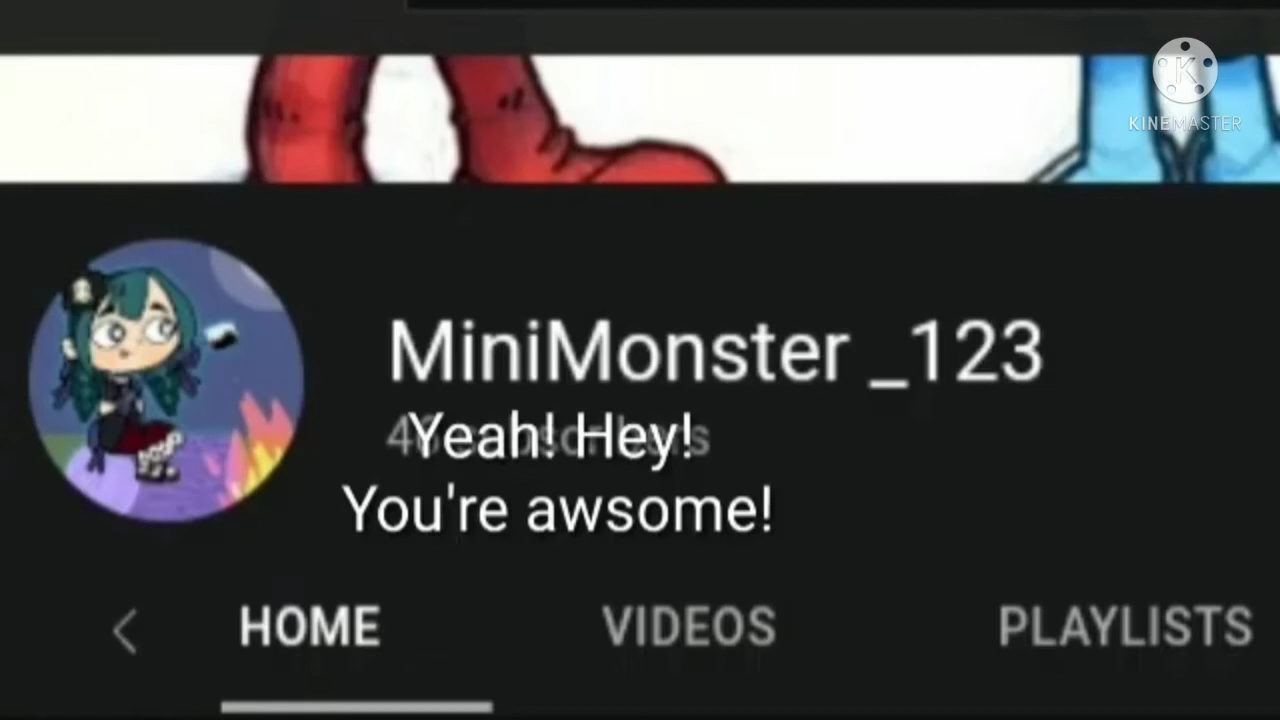 KINEMASTER
MiniMonster _123
Yeah! Hey!
You're awsome!
HOME VIDEOS PLAYLISTS